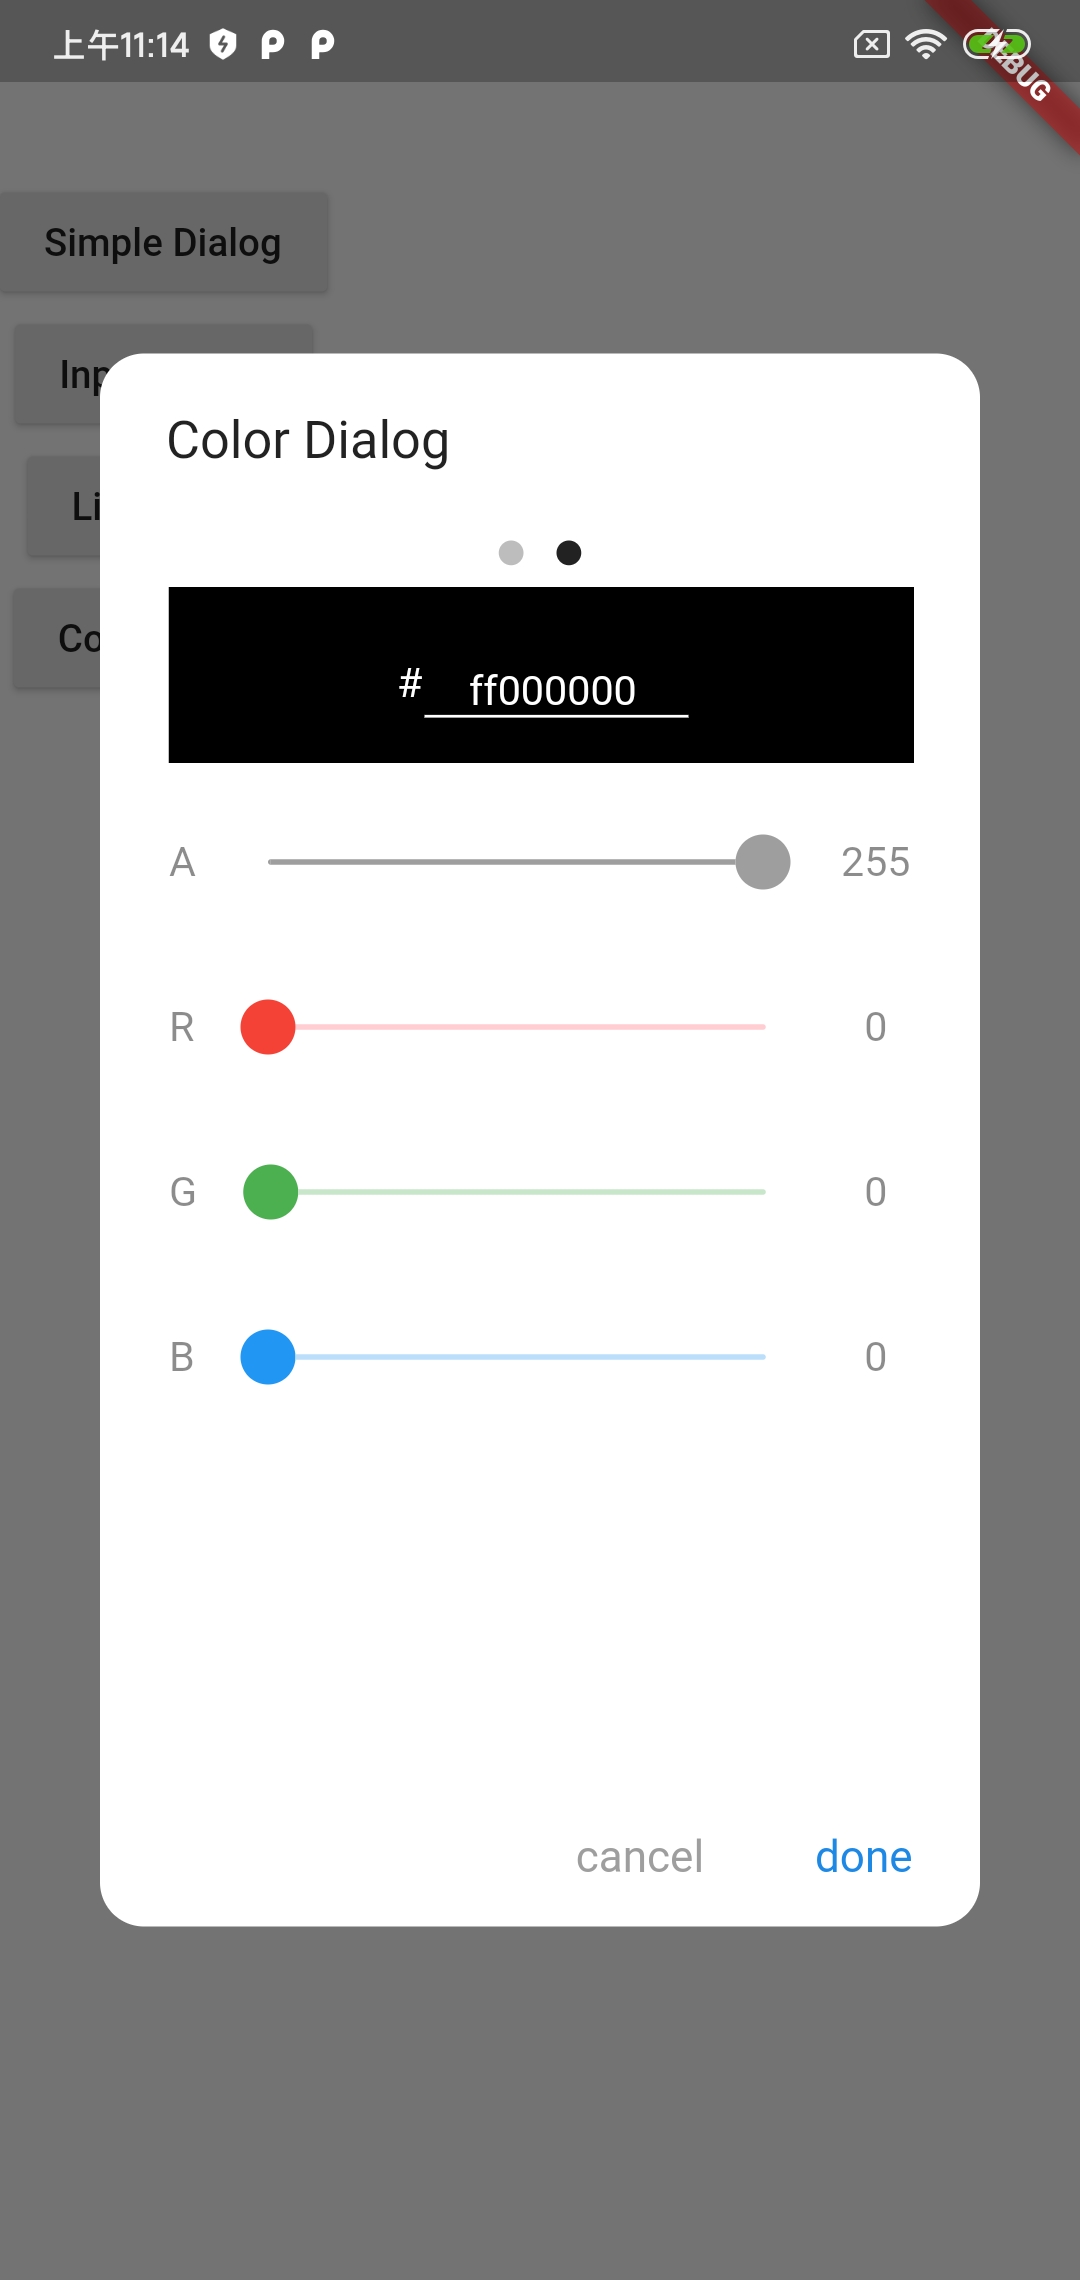 上午11:14
DEBUG
Simple Dialog
Inp
Li
Co
Color Dialog
# ff000000
A 255
R 0
G 0
B 0
cancel done